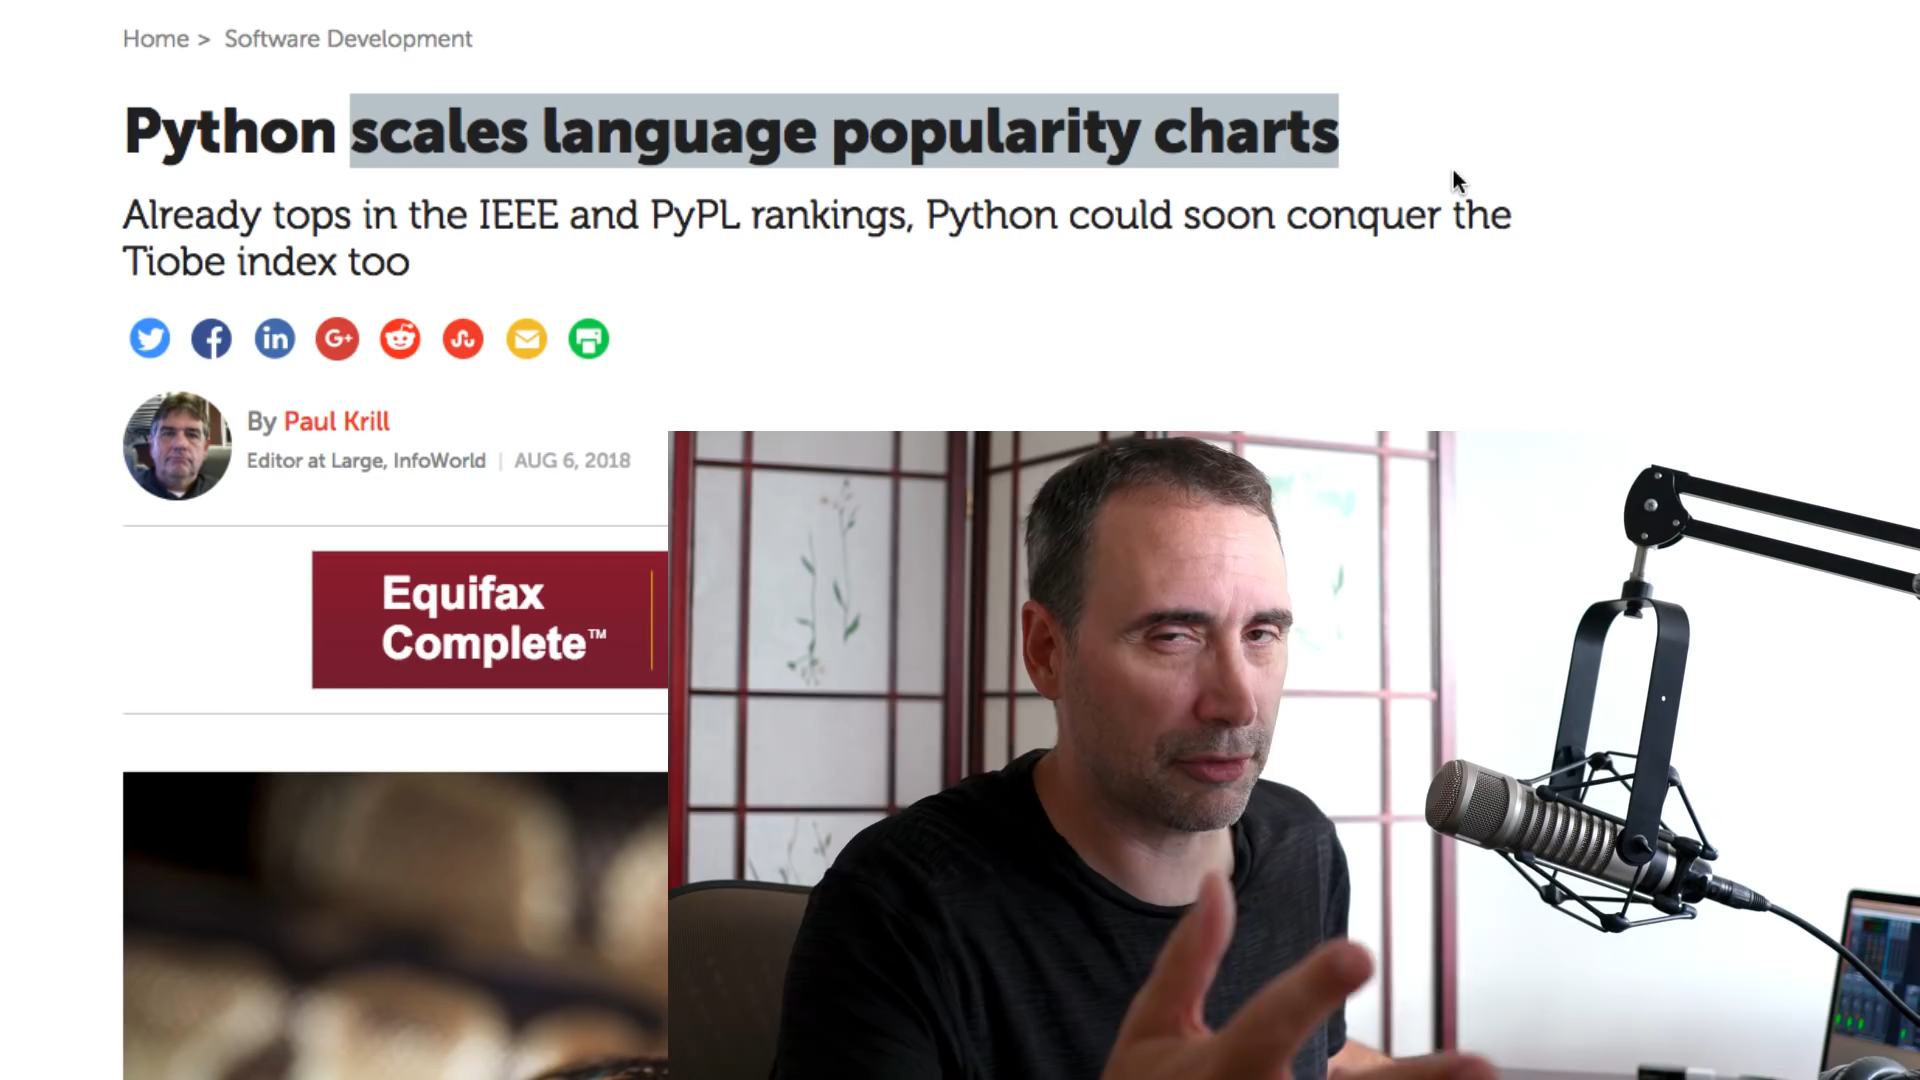 Home > Software Development
Python scales language popularity charts
Already tops in the IEEE and PyPL rankings, Python could soon conquer the
Tiobe index too
By Paul Krill
Editor at Large, InfoWorld | AUG 6, 2018
Equifax
Complete™